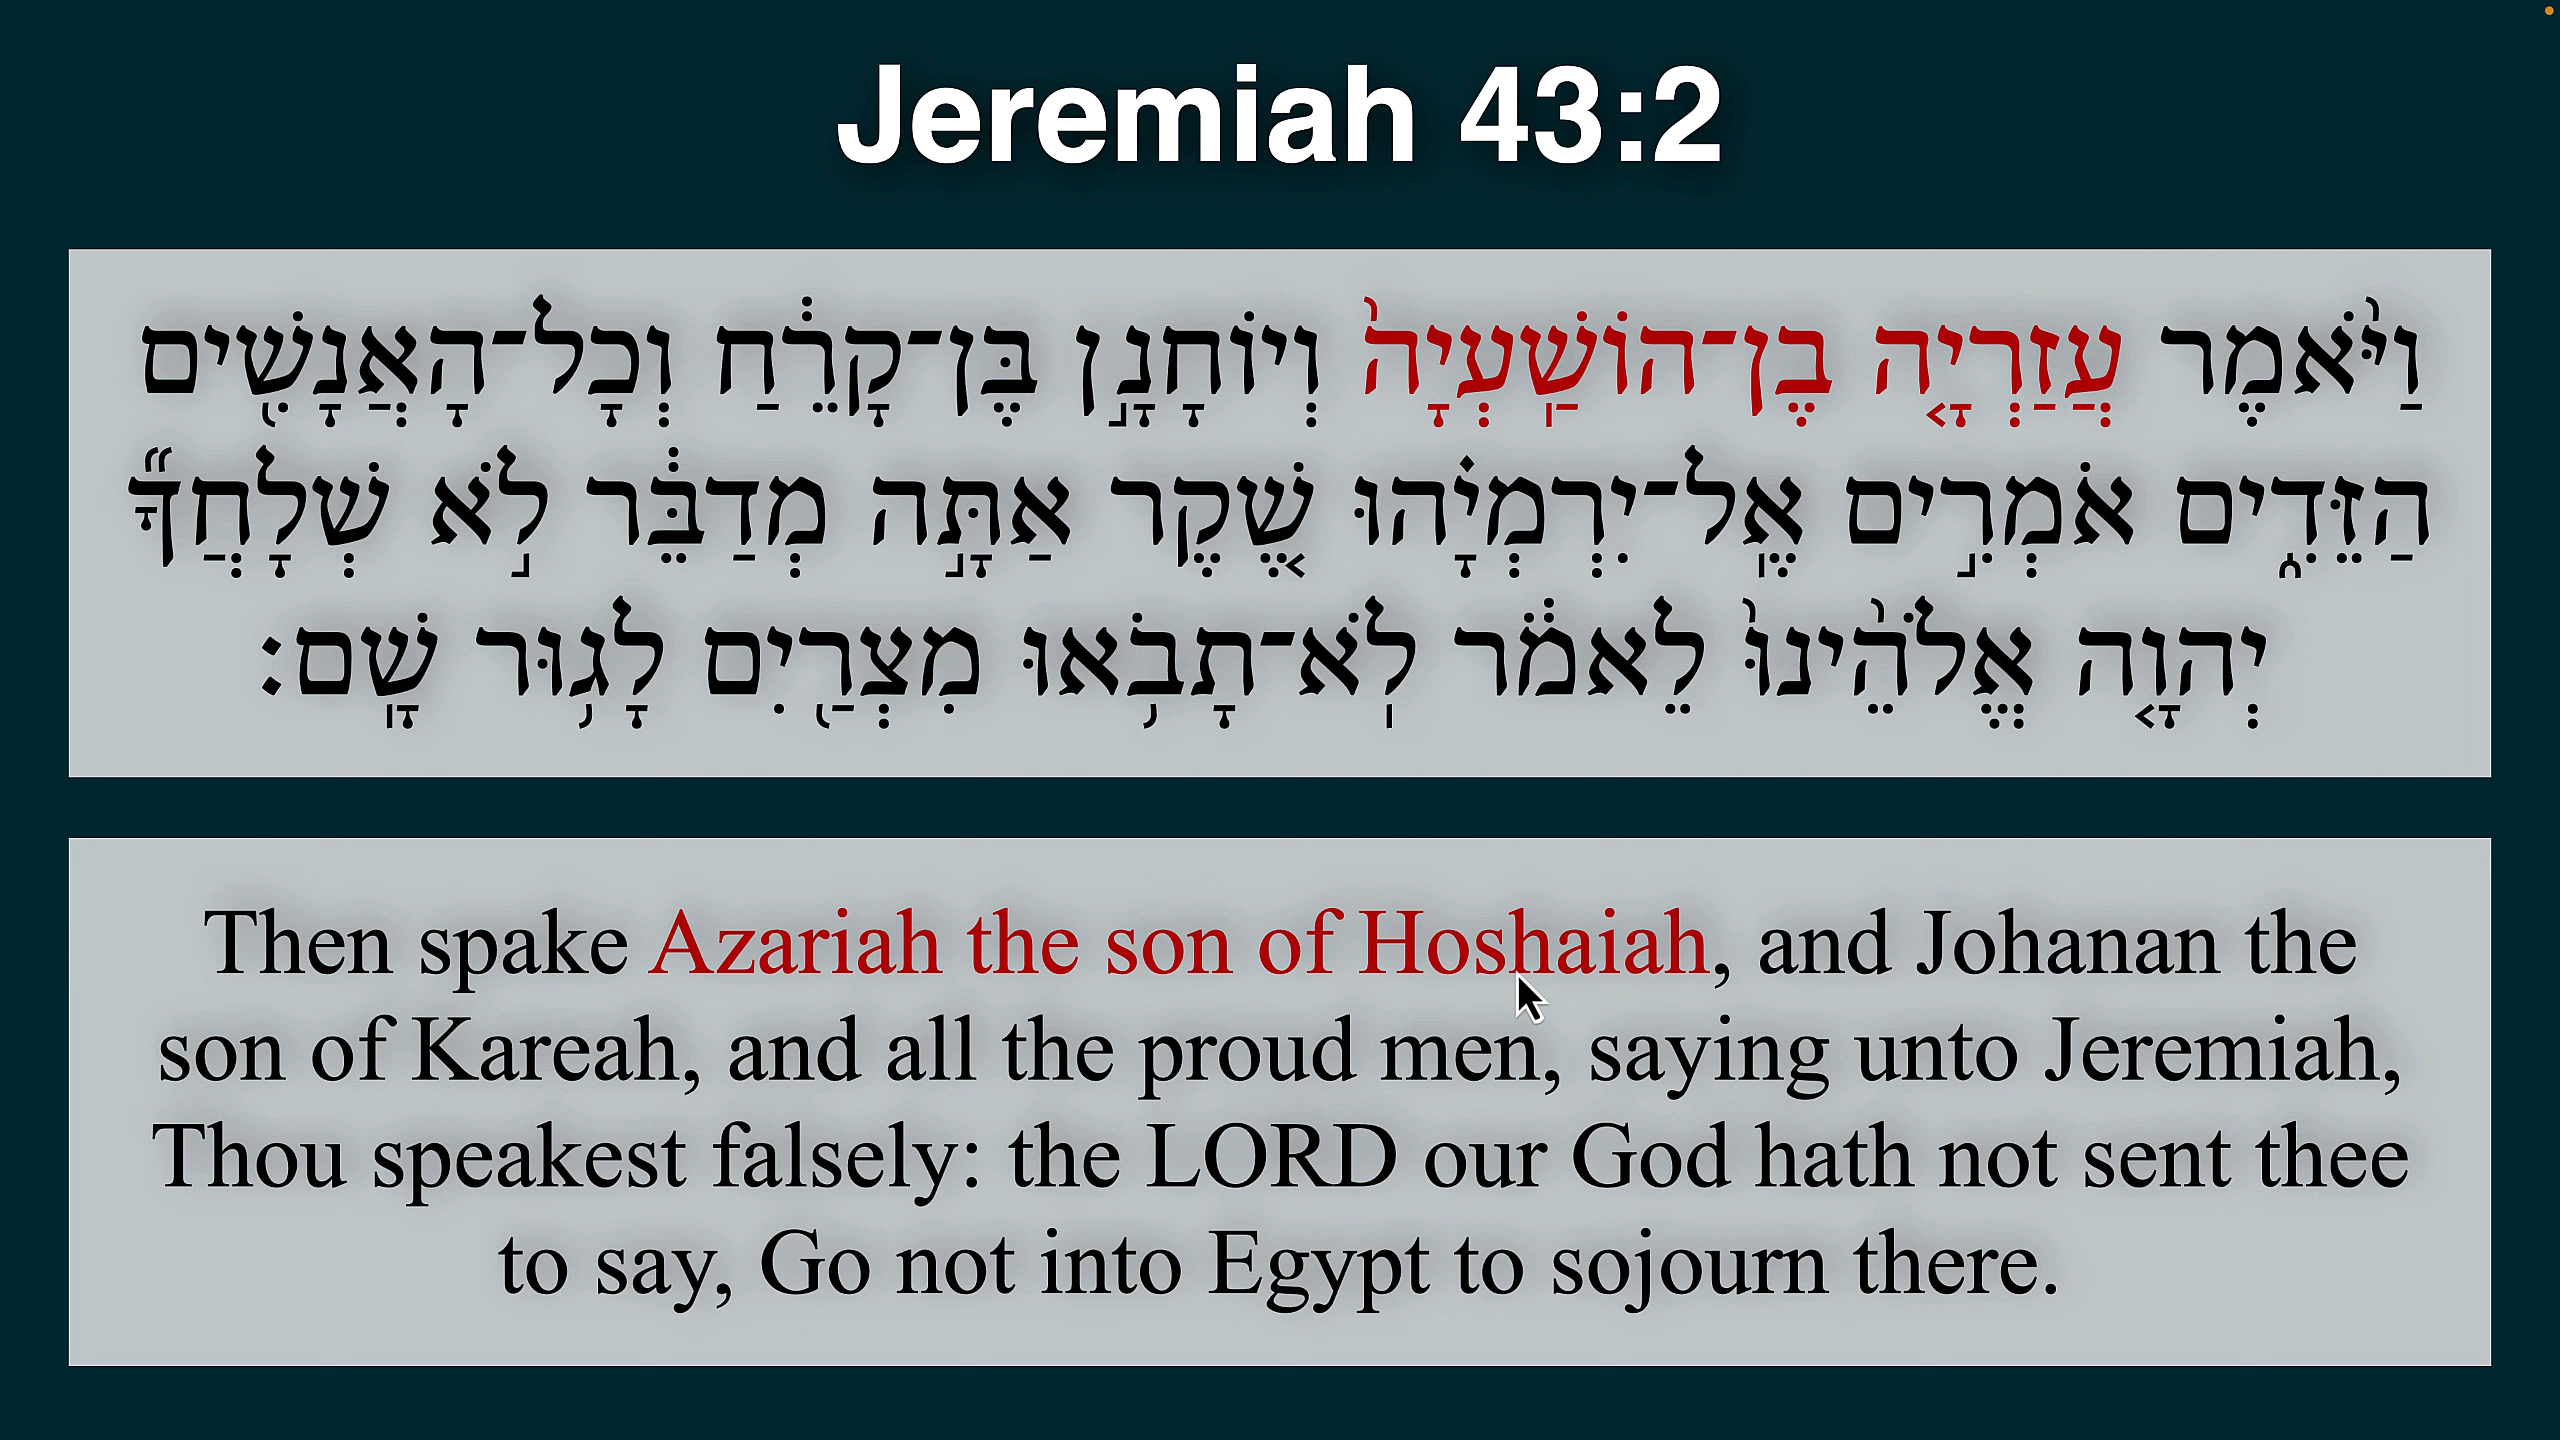 Jeremiah 43:2
וַיֹּ֨אמֶר עֲזַרְיָ֤ה בֶן־הוֹשַֽׁעְיָה֙ וְיוֹחָנָ֣ן בֶּן־קָרֵ֔חַ וְכָל־הָאֲנָשִׁ֖ים
הַזֵּדִ֑ים אֹמְרִ֣ים אֶֽל־יִרְמְיָ֗הוּ שֶׁ֚קֶר אַתָּ֣ה מְדַבֵּ֔ר לֹ֣א שְׁלָחֲךָ֞
יְהוָ֤ה אֱלֹהֵ֙ינוּ֙ לֵאמֹ֔ר לֹֽא־תָבֹ֥אוּ מִצְרַ֖יִם לָג֥וּר שָֽׁם׃
Then spake Azariah the son of Hoshaiah, and Johanan the
son of Kareah, and all the proud men, saying unto Jeremiah,
Thou speakest falsely: the LORD our God hath not sent thee
to say, Go not into Egypt to sojourn there.